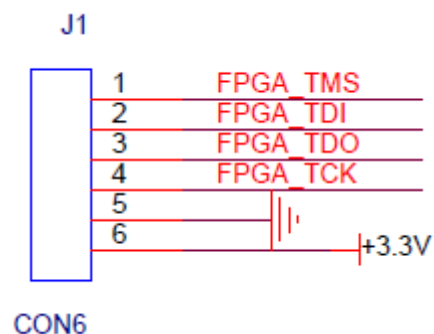 J1
1 FPGA_TMS
2 FPGA_TDI
3 FPGA_TDO
4 FPGA_TCK
5
6 +3.3V
CON6